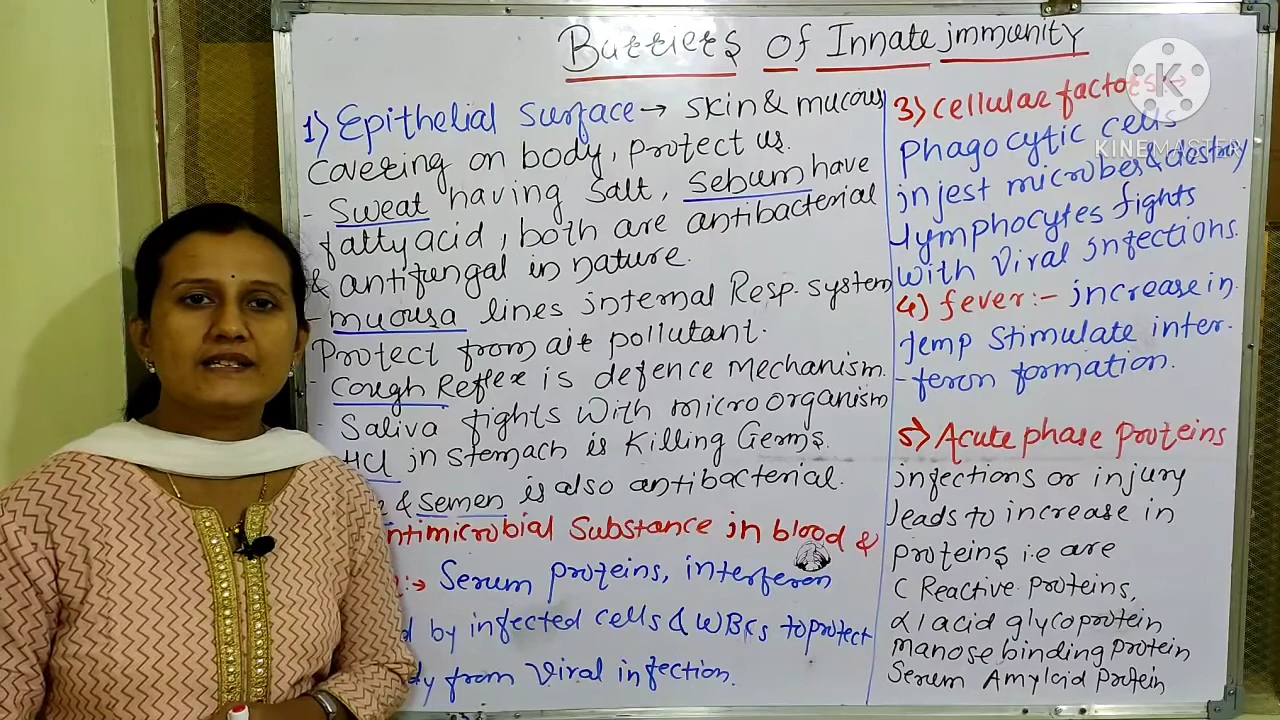 Barriers of Innate immunity
1) Epithelial Surface → skin & mucous
covering on body, protect us.
- Sweat having salt, sebum have
fatty acid, both are antibacterial
& antifungal in nature.
- mucousa lines internal Resp. system
Protect from air pollutant.
- Cough Reflex is defence mechanism.
- Saliva fights with microorganism
HCl in stomach is killing Germs.
& semen is also antibacterial.
ntimicrobial Substance in blood &
:→ Serum proteins, interferon
d by infected cells & WBCs to protect
dy from Viral infection.
3) Cellular factors :→
phagocytic cells
injest microbes & destroy
lymphocytes fights
with Viral infections.
4) fever :- increase in
temp stimulate inter-
- feron formation.
5) Acute phase proteins
infections or injury
leads to increase in
proteins i.e are
C Reactive proteins,
α1 acid glycoprotein
manose binding protein
Serum Amyloid Protein
K
KINEMASTER